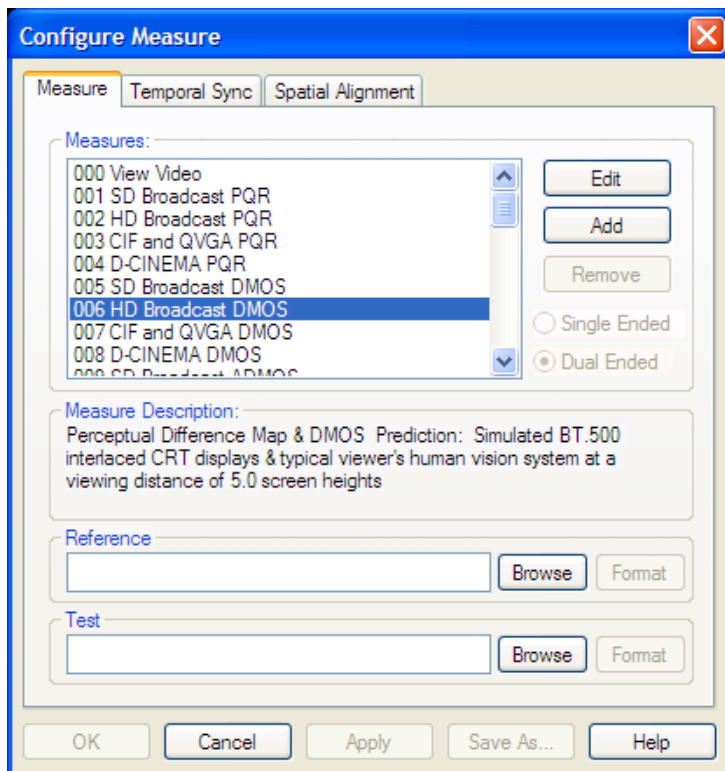 Configure Measure
Measure Temporal Sync Spatial Alignment
Measures:
000 View Video
001 SD Broadcast PQR
002 HD Broadcast PQR
003 CIF and QVGA PQR
004 D-CINEMA PQR
005 SD Broadcast DMOS
006 HD Broadcast DMOS
007 CIF and QVGA DMOS
008 D-CINEMA DMOS
009 SD Broadcast ADMOS
Edit
Add
Remove
Single Ended
Dual Ended
Measure Description:
Perceptual Difference Map & DMOS Prediction: Simulated BT.500
interlaced CRT displays & typical viewer's human vision system at a
viewing distance of 5.0 screen heights
Reference
Browse Format
Test
Browse Format
OK Cancel Apply Save As... Help